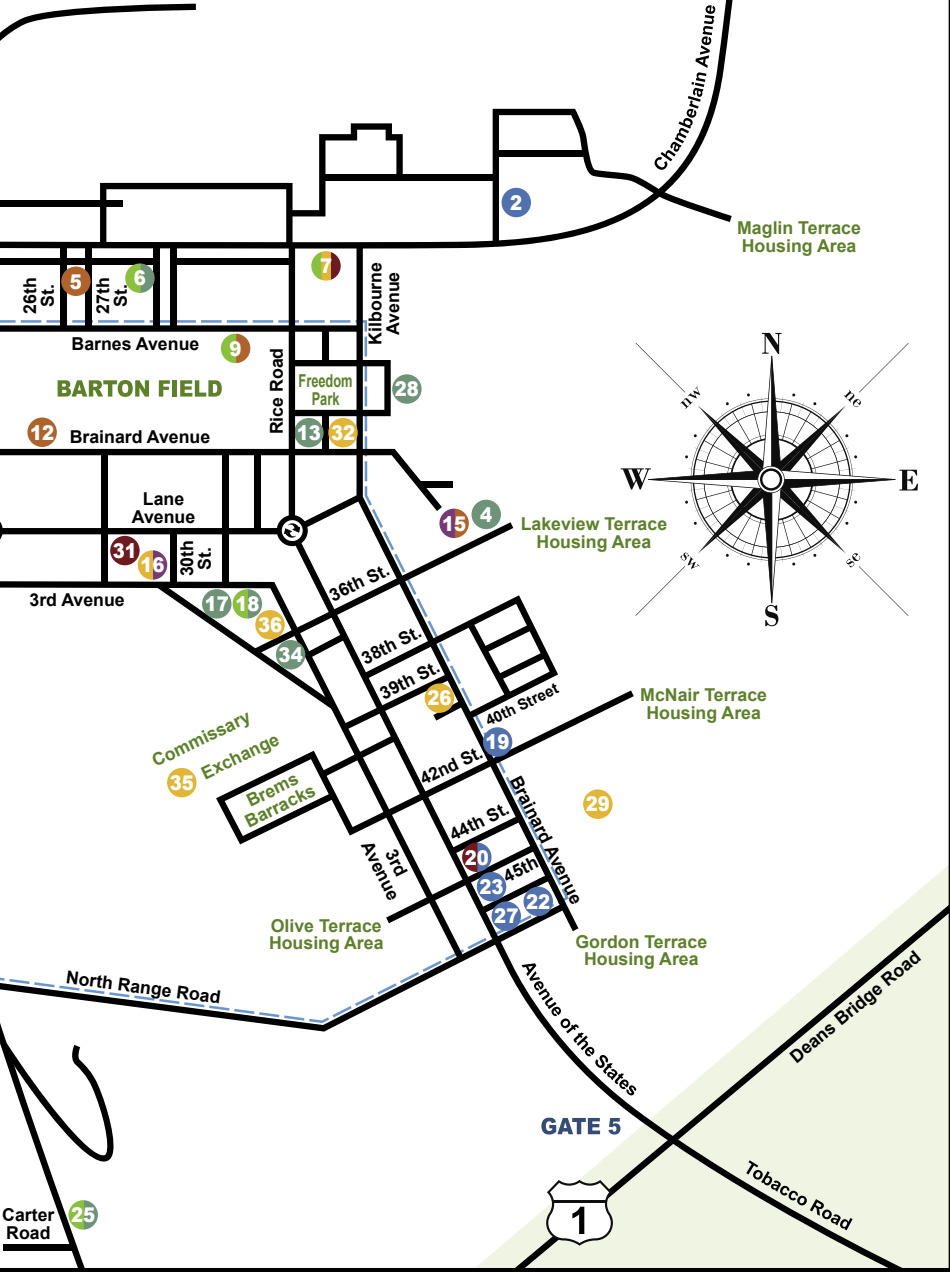 Chamberlain Avenue
2
Maglin Terrace
Housing Area
26th
St.
5
27th
St.
6
7
Kilbourne
Avenue
Barnes Avenue
9
Rice Road
BARTON FIELD
Freedom
Park
28
12
Brainard Avenue
13
32
N
nw
ne
W
E
sw
se
S
Lane
Avenue
15
4
Lakeview Terrace
Housing Area
31
16
30th
St.
3rd Avenue
17
18
36
34
36th St.
38th St.
39th St.
26
40th Street
McNair Terrace
Housing Area
Commissary
Exchange
35
Brems
Barracks
19
42nd St.
29
Brainard Avenue
44th St.
3rd
Avenue
20
45th
23
22
27
Olive Terrace
Housing Area
Gordon Terrace
Housing Area
North Range Road
Avenue of the States
Deans Bridge Road
GATE 5
Tobacco Road
1
Carter
Road
25